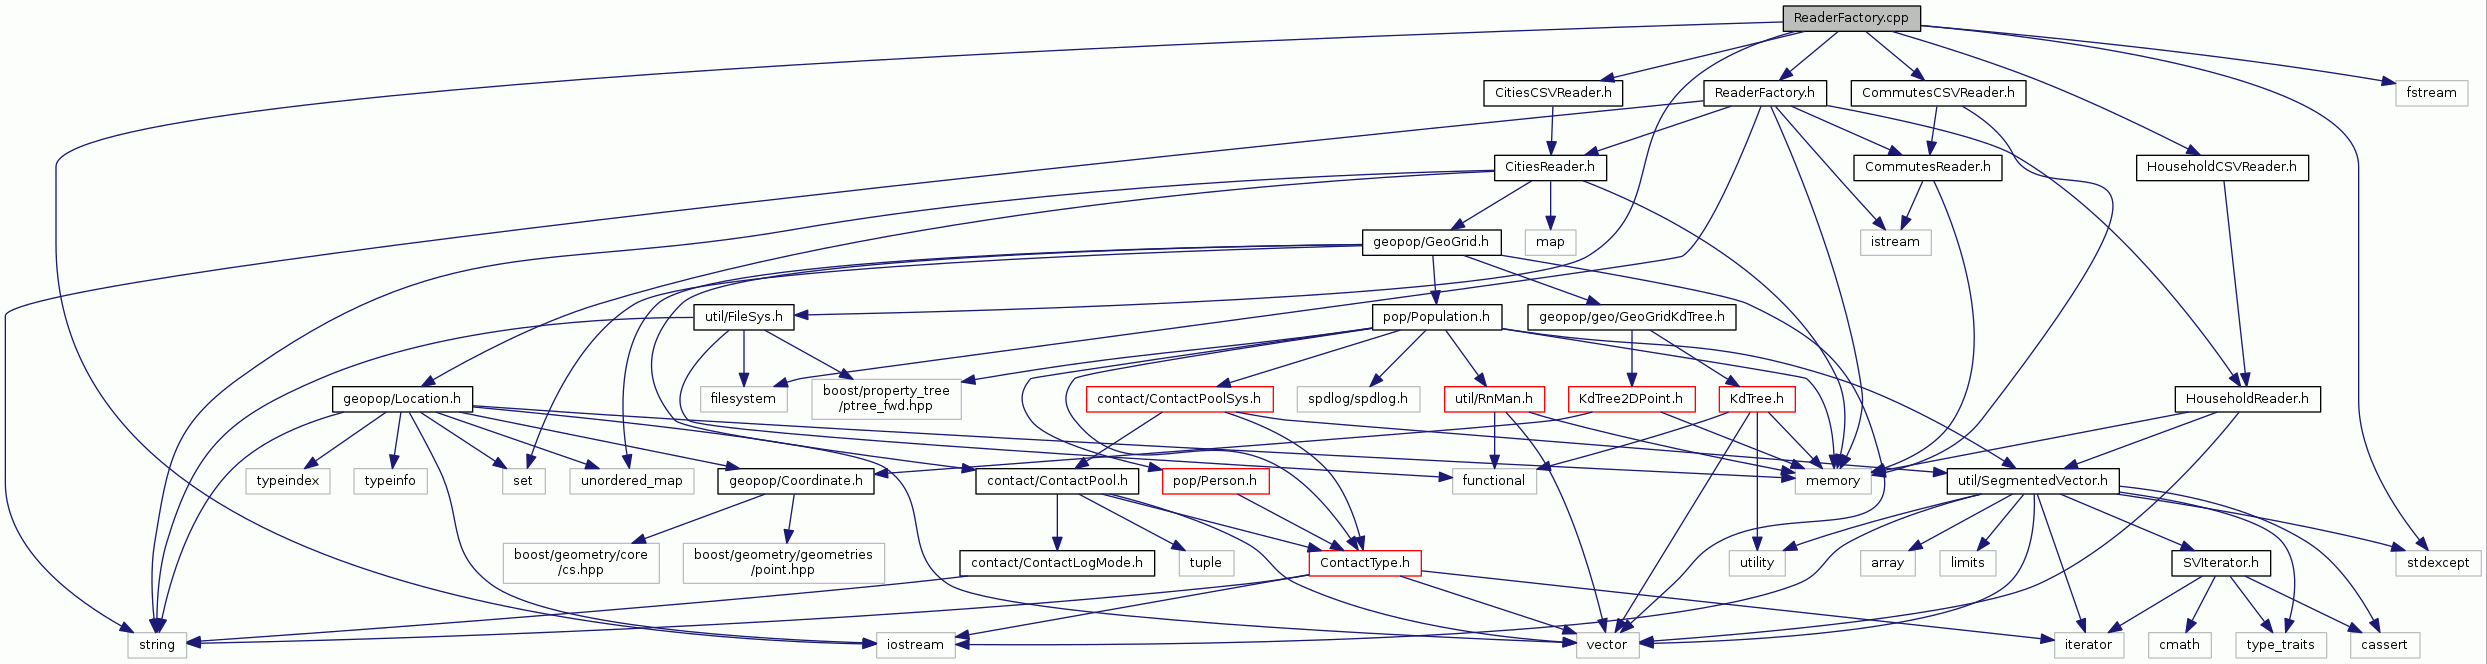 ReaderFactory.cpp
CitiesCSVReader.h
ReaderFactory.h
CommutesCSVReader.h
fstream
CitiesReader.h
CommutesReader.h
HouseholdCSVReader.h
geopop/GeoGrid.h
map
istream
util/FileSys.h
pop/Population.h
geopop/geo/GeoGridKdTree.h
geopop/Location.h
filesystem
boost/property_tree
/ptree_fwd.hpp
contact/ContactPoolSys.h
spdlog/spdlog.h
util/RnMan.h
KdTree2DPoint.h
KdTree.h
HouseholdReader.h
typeindex
typeinfo
set
unordered_map
geopop/Coordinate.h
contact/ContactPool.h
pop/Person.h
functional
memory
util/SegmentedVector.h
boost/geometry/core
/cs.hpp
boost/geometry/geometries
/point.hpp
contact/ContactLogMode.h
tuple
ContactType.h
utility
array
limits
SVIterator.h
stdexcept
string
iostream
vector
iterator
cmath
type_traits
cassert